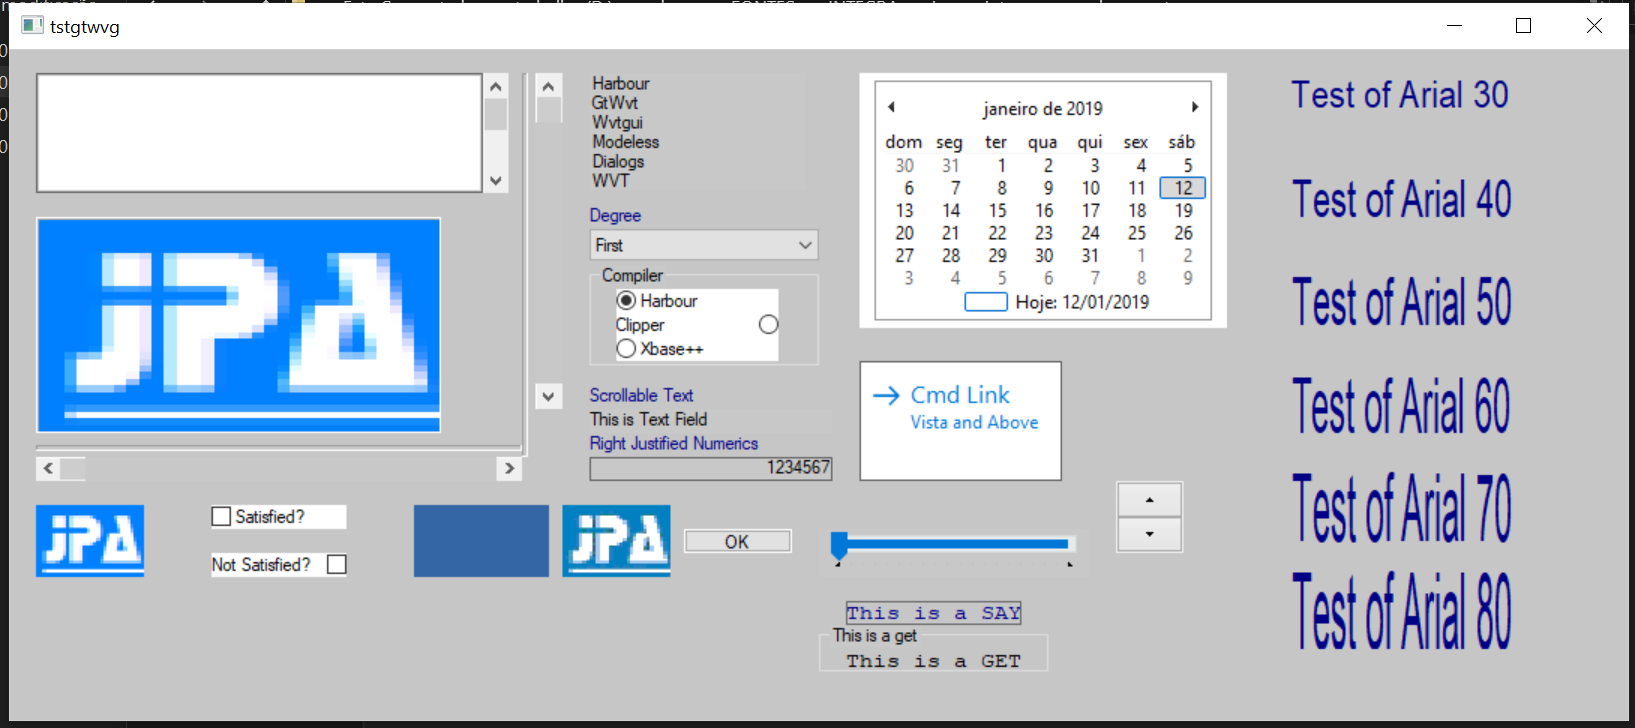 tstgtwvg
Harbour
GtWvt
Wvtgui
Modeless
Dialogs
WVT
Degree
First
Compiler
Harbour
Clipper
Xbase++
Scrollable Text
This is Text Field
Right Justified Numerics
1234567
janeiro de 2019
dom seg ter qua qui sex sáb
30 31 1 2 3 4 5
6 7 8 9 10 11 12
13 14 15 16 17 18 19
20 21 22 23 24 25 26
27 28 29 30 31 1 2
3 4 5 6 7 8 9
Hoje: 12/01/2019
Cmd Link
Vista and Above
Test of Arial 30
Test of Arial 40
Test of Arial 50
Test of Arial 60
Test of Arial 70
Test of Arial 80
JPA
JPA
Satisfied?
Not Satisfied?
JPA
OK
This is a SAY
This is a get
This is a GET